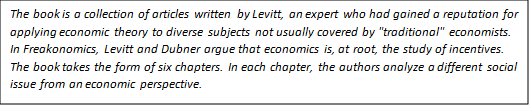 The book is a collection of articles written by Levitt, an expert who had gained a reputation for
applying economic theory to diverse subjects not usually covered by "traditional" economists.
In Freakonomics, Levitt and Dubner argue that economics is, at root, the study of incentives.
The book takes the form of six chapters. In each chapter, the authors analyze a different social
issue from an economic perspective.